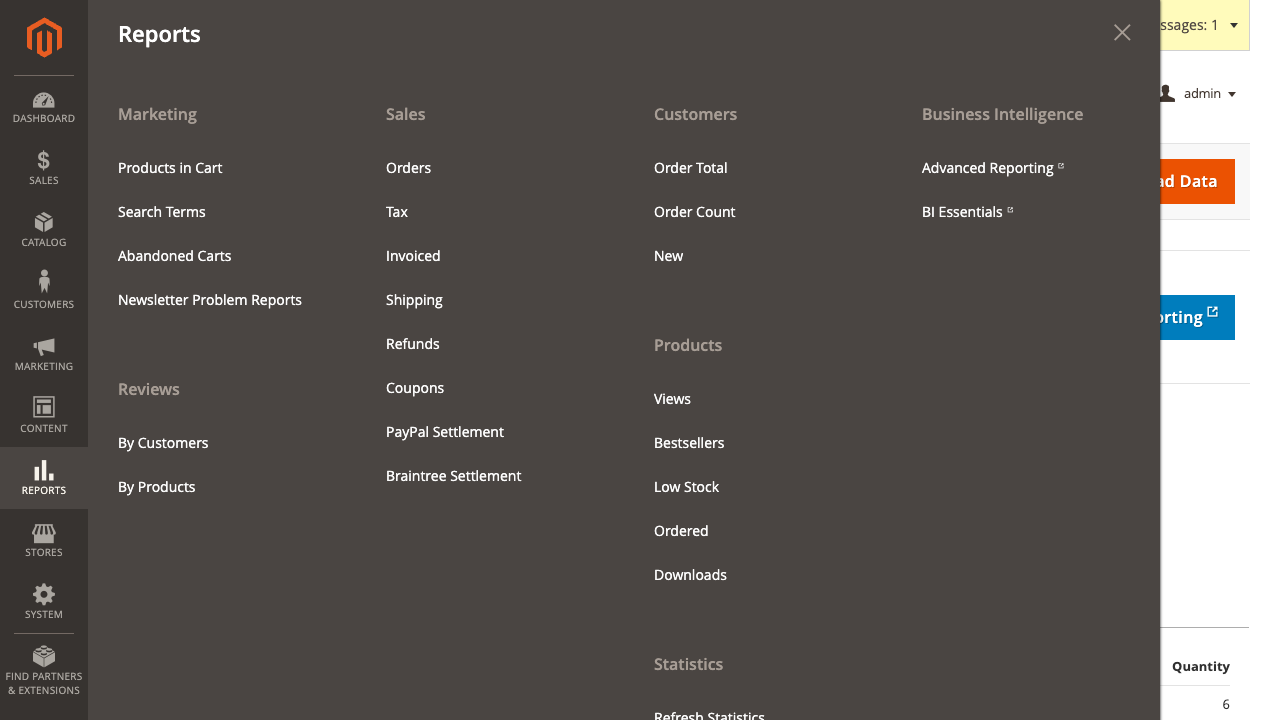 Reports
ssages: 1
admin
DASHBOARD
SALES
CATALOG
CUSTOMERS
MARKETING
CONTENT
REPORTS
STORES
SYSTEM
FIND PARTNERS
& EXTENSIONS
Marketing
Products in Cart
Search Terms
Abandoned Carts
Newsletter Problem Reports
Reviews
By Customers
By Products
Sales
Orders
Tax
Invoiced
Shipping
Refunds
Coupons
PayPal Settlement
Braintree Settlement
Customers
Order Total
Order Count
New
Products
Views
Bestsellers
Low Stock
Ordered
Downloads
Statistics
Refresh Statistics
Business Intelligence
Advanced Reporting
BI Essentials
ad Data
orting
Quantity
6